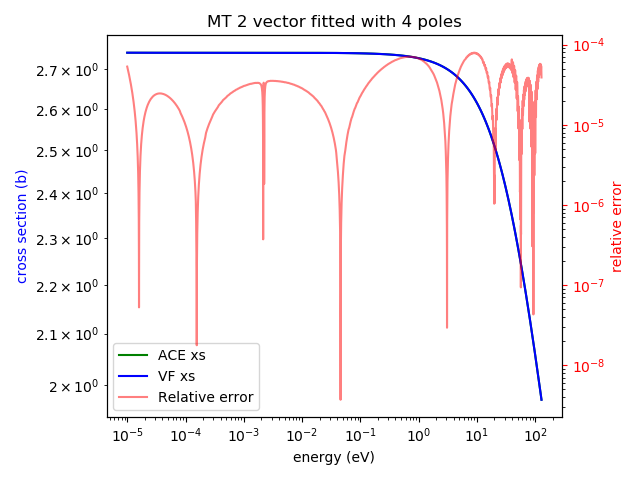 MT 2 vector fitted with 4 poles
cross section (b)
2.7 × 10⁰
2.6 × 10⁰
2.5 × 10⁰
2.4 × 10⁰
2.3 × 10⁰
2.2 × 10⁰
2.1 × 10⁰
2 × 10⁰
10⁻⁴
10⁻⁵
10⁻⁶
10⁻⁷
10⁻⁸
relative error
ACE xs
VF xs
Relative error
10⁻⁵ 10⁻⁴ 10⁻³ 10⁻² 10⁻¹ 10⁰ 10¹ 10²
energy (eV)